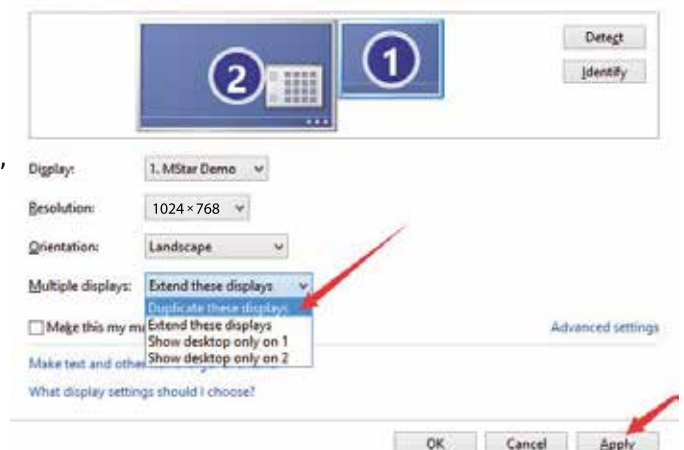 2
1
Detect
Identify
,
Display: 1. MStar Demo
Resolution: 1024×768
Orientation: Landscape
Multiple displays: Extend these displays
Duplicate these displays
Make this my m Extend these displays
Advanced settings
Show desktop only on 1
Make text and othe Show desktop only on 2
What display settings should I choose?
OK Cancel Apply